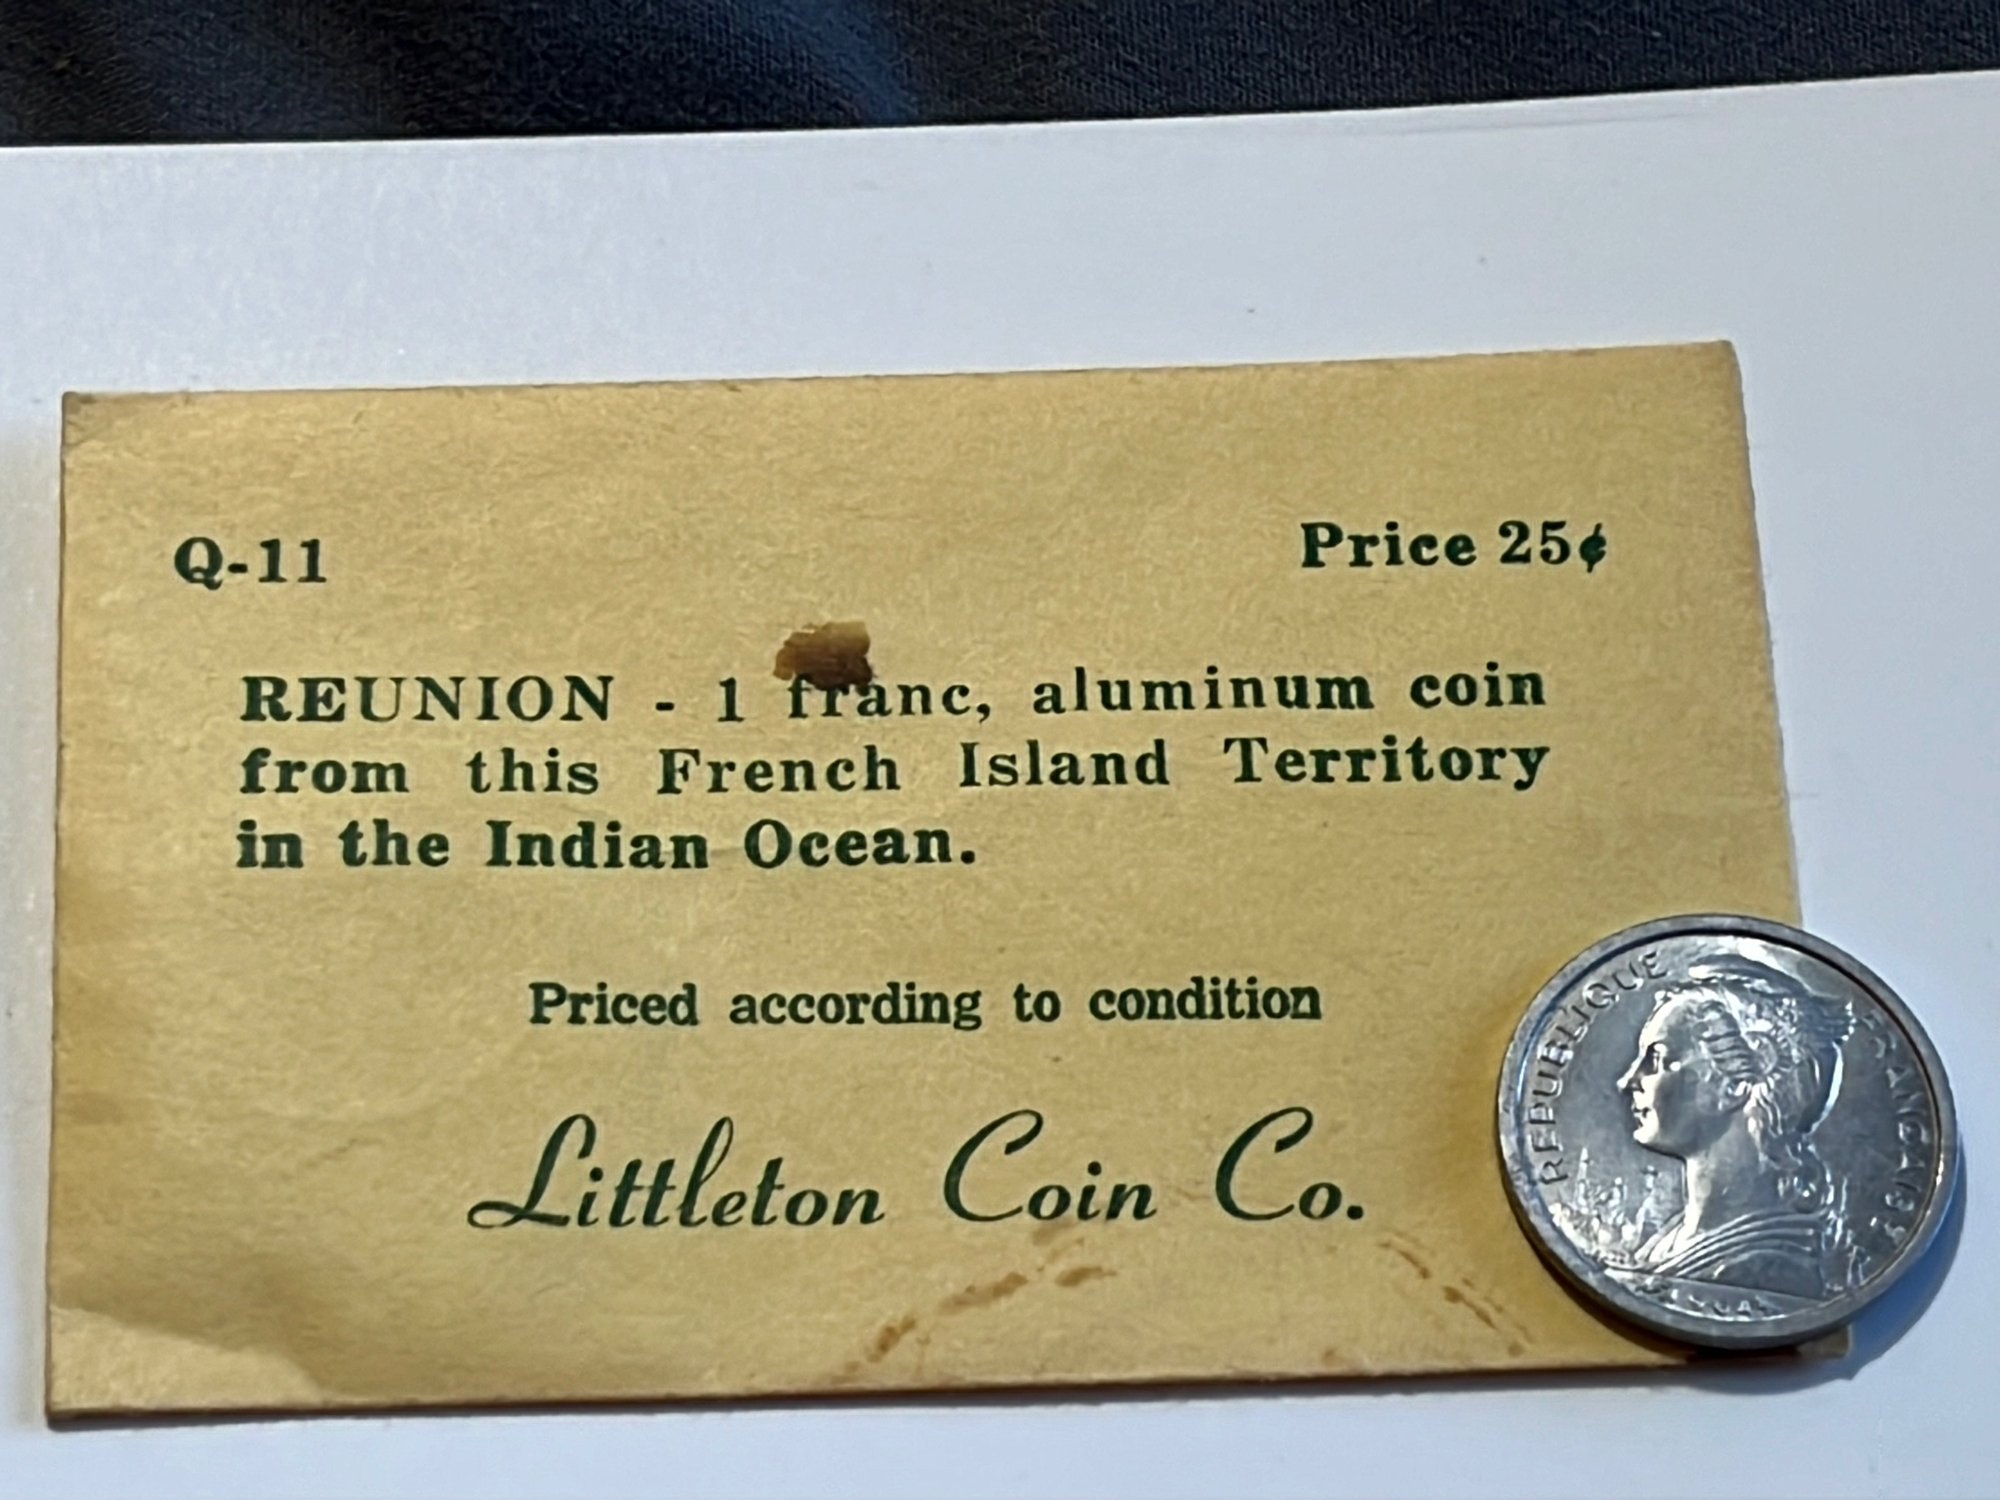 Q-11
Price 25¢
REUNION - 1 franc, aluminum coin
from this French Island Territory
in the Indian Ocean.
Priced according to condition
Littleton Coin Co.
REPUBLIQUE FRANÇAISE